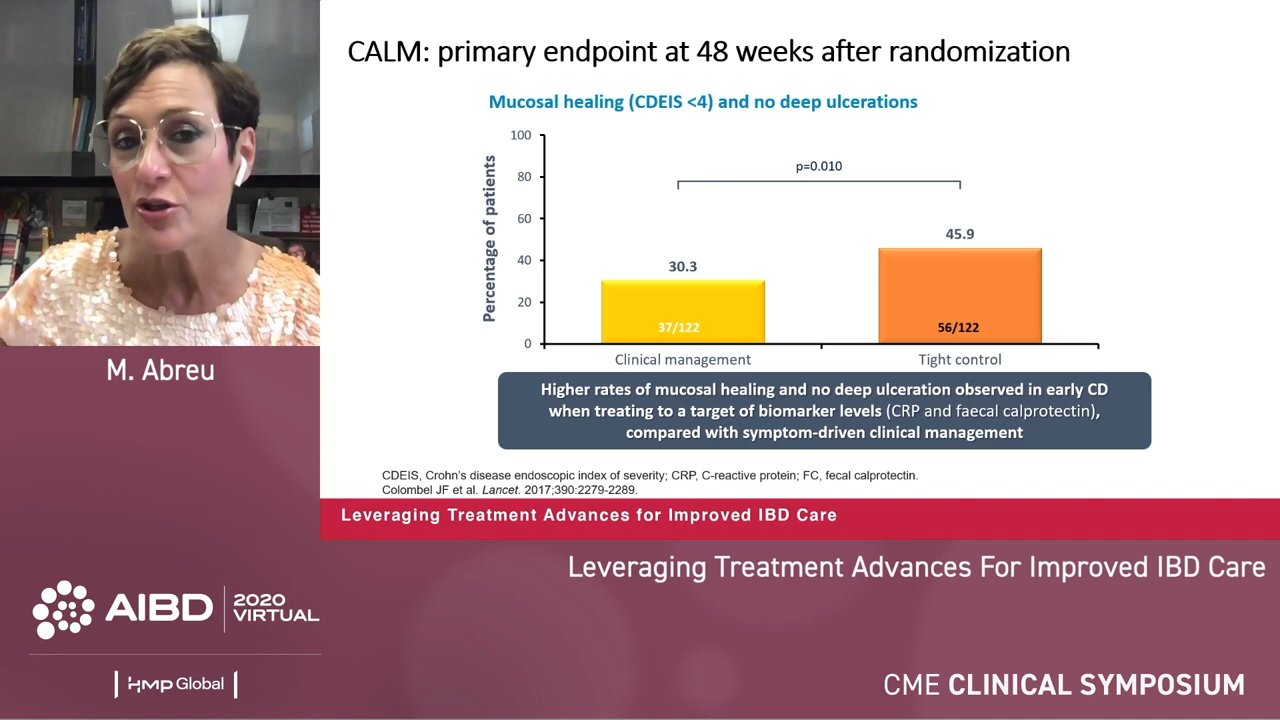 CALM: primary endpoint at 48 weeks after randomization
Mucosal healing (CDEIS <4) and no deep ulcerations
Percentage of patients
100
80
60
40
20
0
p=0.010
30.3
45.9
37/122
56/122
Clinical management
Tight control
Higher rates of mucosal healing and no deep ulceration observed in early CD
when treating to a target of biomarker levels (CRP and faecal calprotectin),
compared with symptom-driven clinical management
CDEIS, Crohn's disease endoscopic index of severity; CRP, C-reactive protein; FC, fecal calprotectin.
Colombel JF et al. Lancet. 2017;390:2279-2289.
Leveraging Treatment Advances for Improved IBD Care
M. Abreu
Leveraging Treatment Advances For Improved IBD Care
AIBD
2020
VIRTUAL
HMP Global
CME CLINICAL SYMPOSIUM